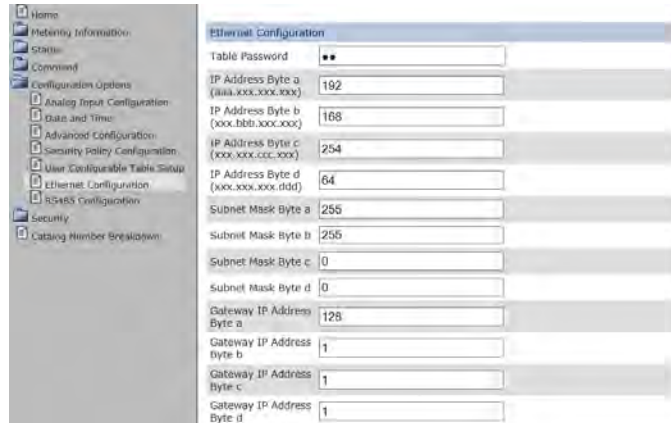 Home
Metering Information
Status
Command
Configuration Options
Analog Input Configuration
Date and Time
Advanced Configuration
Security Policy Configuration
User Configurable Table Setup
Ethernet Configuration
RS485 Configuration
Security
Catalog Number Breakdown
Ethernet Configuration
Table Password ••
IP Address Byte a 192
(aaa.xxx.xxx.xxx)
IP Address Byte b 168
(xxx.bbb.xxx.xxx)
IP Address Byte c 254
(xxx.xxx.ccc.xxx)
IP Address Byte d 64
(xxx.xxx.xxx.ddd)
Subnet Mask Byte a 255
Subnet Mask Byte b 255
Subnet Mask Byte c 0
Subnet Mask Byte d 0
Gateway IP Address 128
Byte a
Gateway IP Address 1
Byte b
Gateway IP Address 1
Byte c
Gateway IP Address 1
Byte d